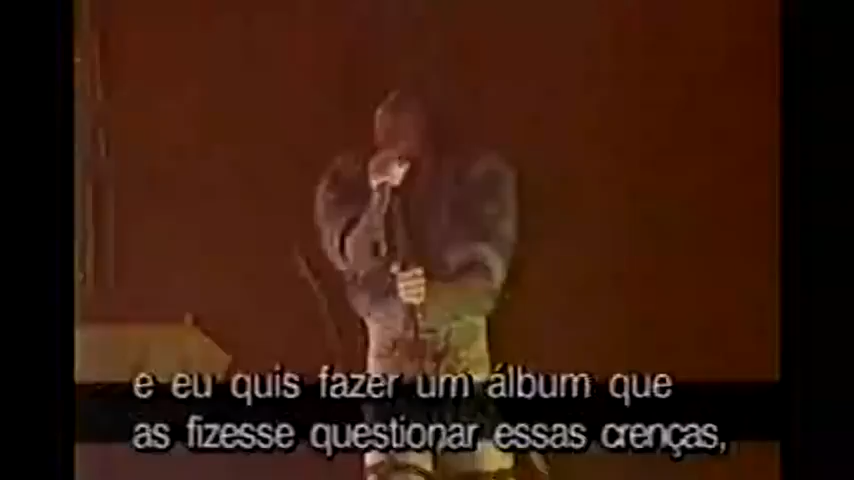 e eu quis fazer um álbum que
as fizesse questionar essas crenças,